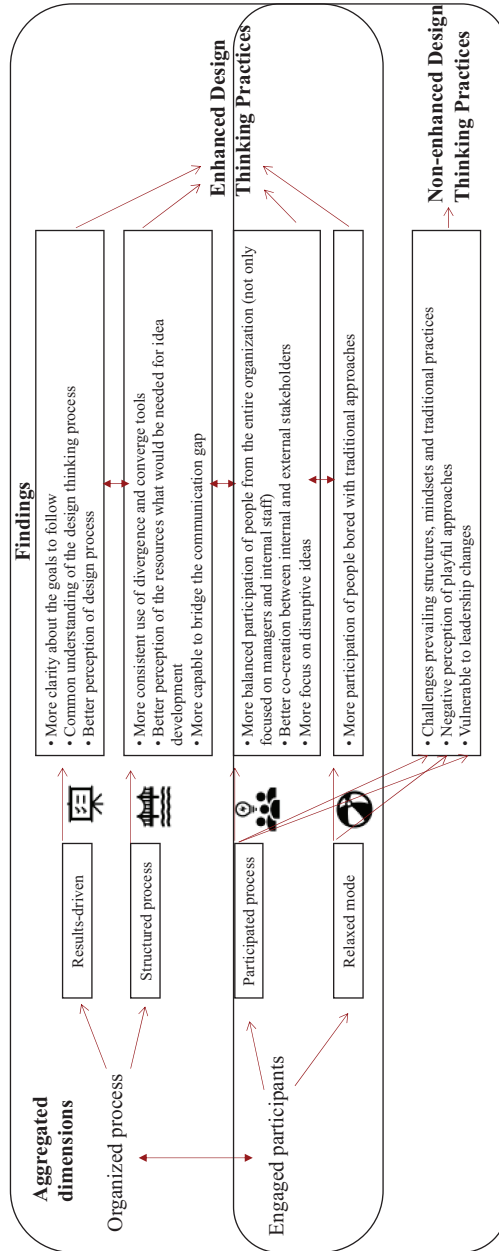 Aggregated
dimensions
Findings
Organized process
Engaged participants
Results-driven
Structured process
Participated process
Relaxed mode
• More clarity about the goals to follow
• Common understanding of the design thinking process
• Better perception of design process
• More consistent use of divergence and converge tools
• Better perception of the resources what would be needed for idea
development
• More capable to bridge the communication gap
• More balanced participation of people from the entire organization (not only
focused on managers and internal staff)
• Better co-creation between internal and external stakeholders
• More focus on disruptive ideas
• More participation of people bored with traditional approaches
• Challenges prevailing structures, mindsets and traditional practices
• Negative perception of playful approaches
• Vulnerable to leadership changes
Enhanced Design
Thinking Practices
Non-enhanced Design
Thinking Practices